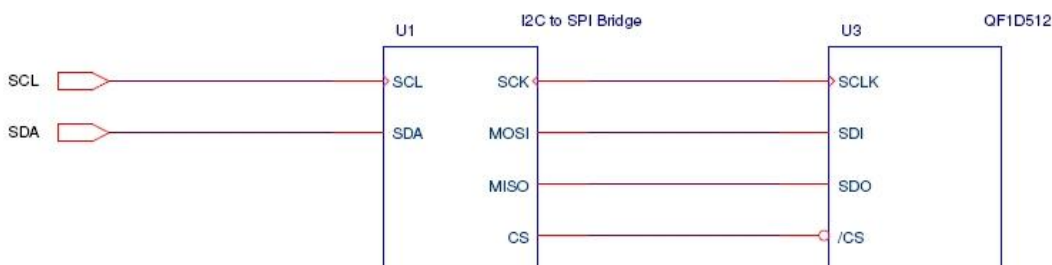 U1 I2C to SPI Bridge U3 QF1D512
SCL SCL SCK SCLK
SDA SDA MOSI SDI
MISO SDO
CS /CS